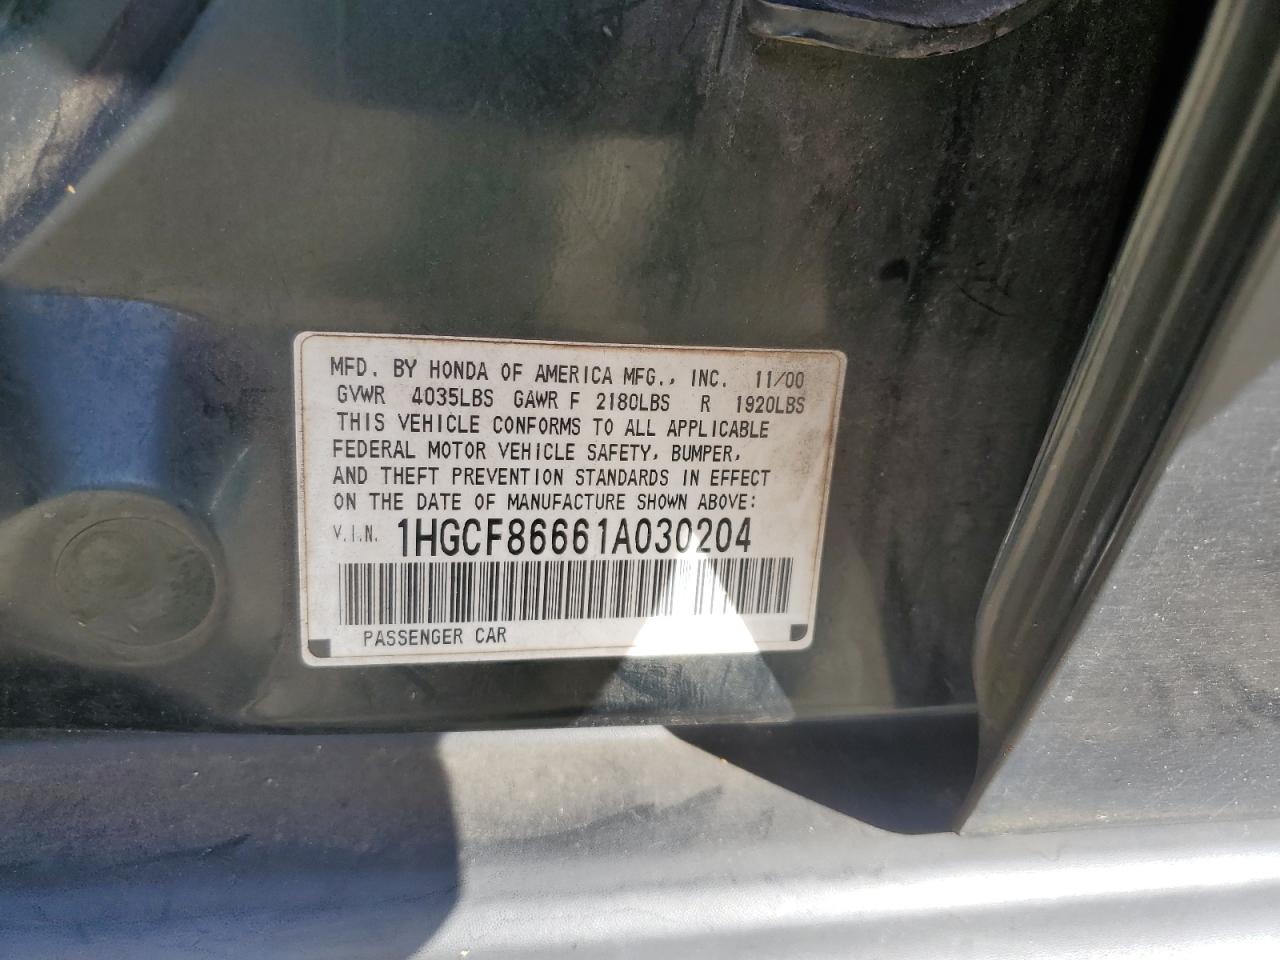 MFD. BY HONDA OF AMERICA MFG., INC. 11/00
GVWR 4035LBS GAWR F 2180LBS R 1920LBS
THIS VEHICLE CONFORMS TO ALL APPLICABLE
FEDERAL MOTOR VEHICLE SAFETY, BUMPER,
AND THEFT PREVENTION STANDARDS IN EFFECT
ON THE DATE OF MANUFACTURE SHOWN ABOVE:
V.I.N. 1HGCF86661A030204
PASSENGER CAR